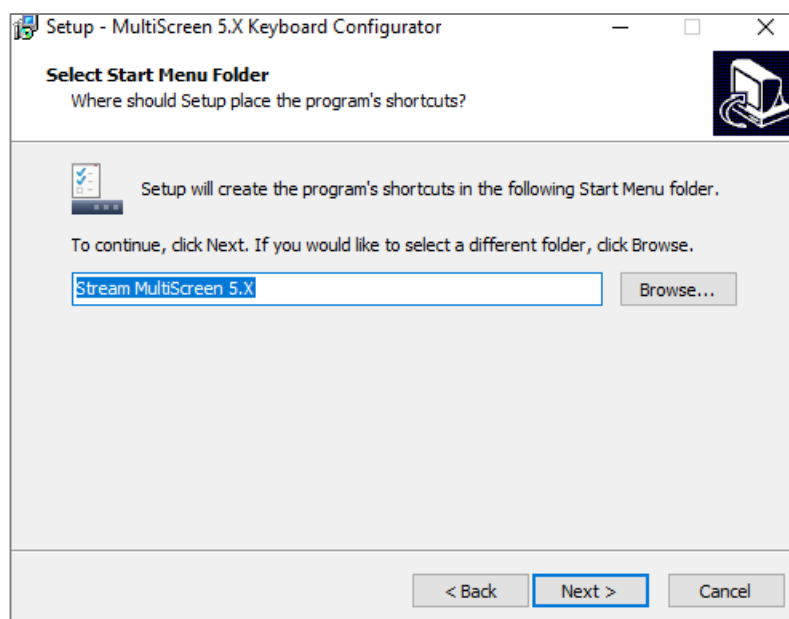 Setup - MultiScreen 5.X Keyboard Configurator
Select Start Menu Folder
Where should Setup place the program's shortcuts?
Setup will create the program's shortcuts in the following Start Menu folder.
To continue, click Next. If you would like to select a different folder, click Browse.
Stream MultiScreen 5.X
Browse...
< Back
Next >
Cancel